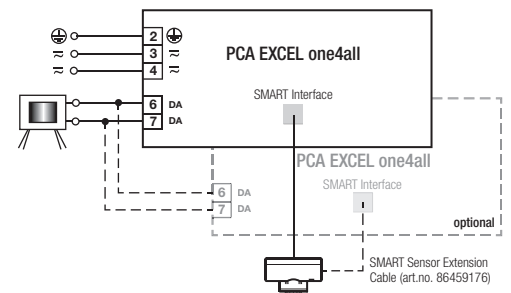 2
3
4
PCA EXCEL one4all
SMART Interface
6 DA
7 DA
PCA EXCEL one4all
SMART Interface
6 DA
7 DA
optional
SMART Sensor Extension
Cable (art.no. 86459176)